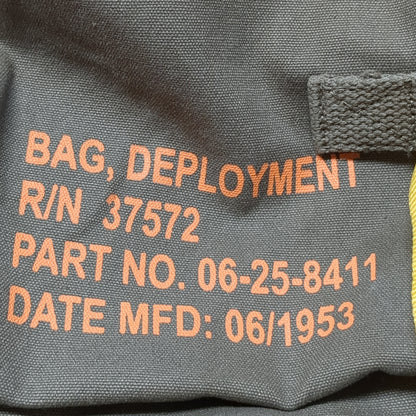 BAG, DEPLOYMENT
R/N 37572
PART NO. 06-25-8411
DATE MFD: 06/1953